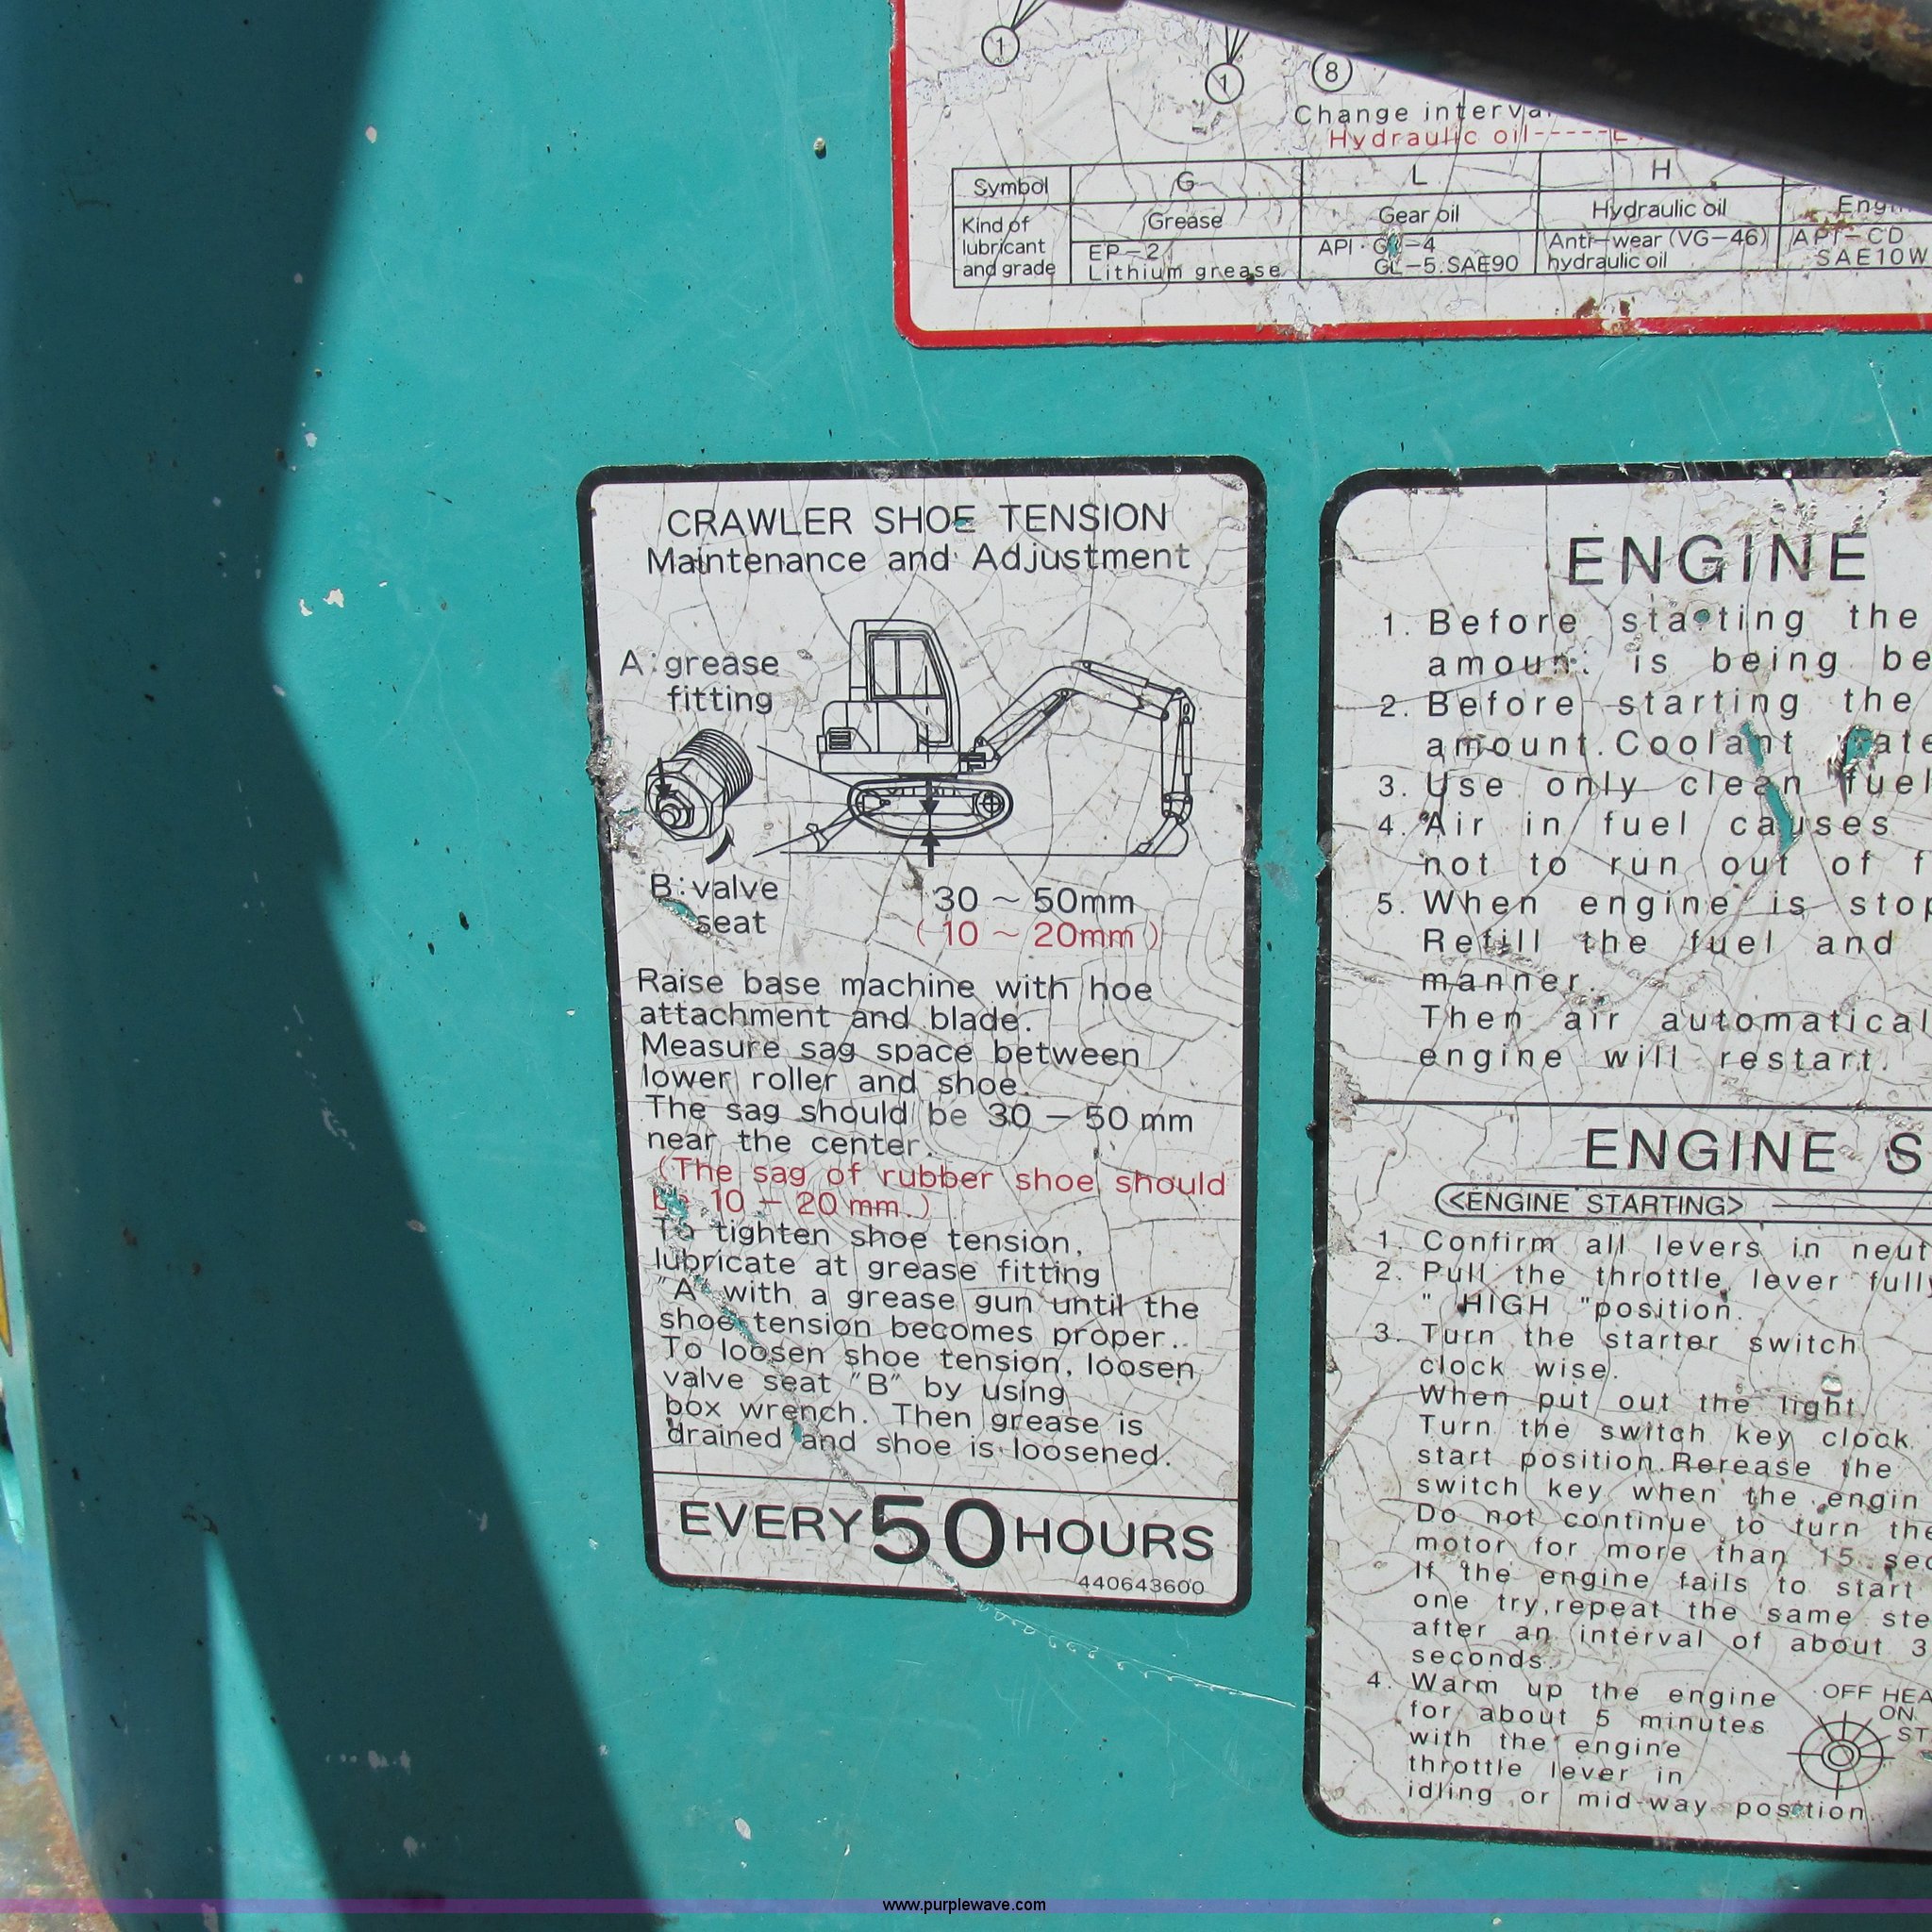 1
1
8
Change interval
Hydraulic oil-----
Symbol G L H
Kind of lubricant and grade
Grease Gear oil Hydraulic oil
EP-2 Lithium grease
API · GL-4
GL-5.SAE90
Anti-wear (VG-46) hydraulic oil
API-CD
SAE10W
CRAWLER SHOE TENSION
Maintenance and Adjustment
A:grease
fitting
B:valve
seat
30 ~ 50mm
(10 ~ 20mm)
Raise base machine with hoe
attachment and blade.
Measure sag space between
lower roller and shoe.
The sag should be 30 - 50 mm
near the center.
(The sag of rubber shoe should
be 10 - 20 mm.)
To tighten shoe tension,
lubricate at grease fitting
"A" with a grease gun until the
shoe tension becomes proper.
To loosen shoe tension, loosen
valve seat "B" by using
box wrench. Then grease is
drained and shoe is loosened.
EVERY 50 HOURS
440643600
ENGINE
1. Before starting the
amount is being
2. Before starting the
amount.Coolant
3. Use only clean fuel
4. Air in fuel causes
not to run out of
5. When engine is
Refill the fuel and
manner.
Then air
engine will restart.
ENGINE
<ENGINE STARTING>
1. Confirm all levers in
2. Pull the throttle lever fully
" HIGH "position.
3. Turn the starter switch
clock wise.
When put out the light.
Turn the switch key clock
start position.Rerease the
switch key when the
Do not continue to turn the
motor for more than 15
If the engine fails to start
one try,repeat the same
after an interval of about
seconds.
4. Warm up the engine
for about 5 minutes
with the engine
throttle lever in
idling or mid-way position.
OFF
ON
www.purplewave.com